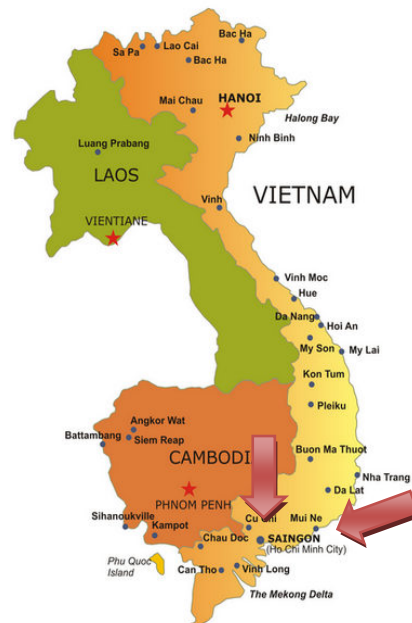 Bac Ha
Sa Pa
Lao Cai
Bac Ha
Mai Chau
HANOI
Halong Bay
Ninh Binh
Luang Prabang
LAOS
VIETNAM
Vinh
VIENTIANE
Vinh Moc
Hue
Da Nang
Hoi An
My Son
My Lai
Kon Tum
Pleiku
Angkor Wat
Battambang
Siem Reap
CAMBODI
Buon Ma Thuot
Nha Trang
Da Lat
PHNOM PENH
Sihanoukville
Kampot
Cu Chi
Mui Ne
SAINGON
(Ho Chi Minh City)
Chau Doc
Phu Quoc
Island
Can Tho
Vinh Long
The Mekong Delta